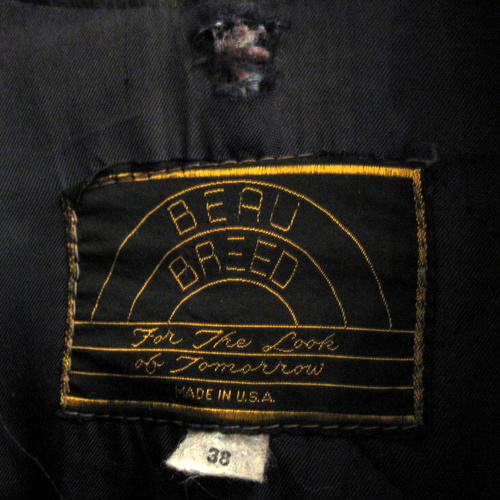 BEAU
BREED
For The Look
of Tomorrow
MADE IN U.S.A.
38